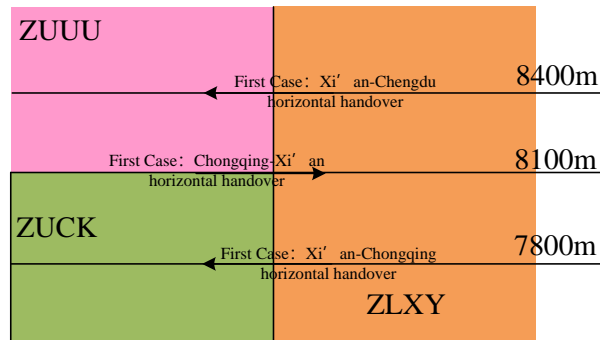 ZUUU
First Case：Xi’an-Chengdu
horizontal handover
8400m
First Case：Chongqing-Xi’an
horizontal handover
8100m
ZUCK
First Case：Xi’an-Chongqing
horizontal handover
7800m
ZLXY